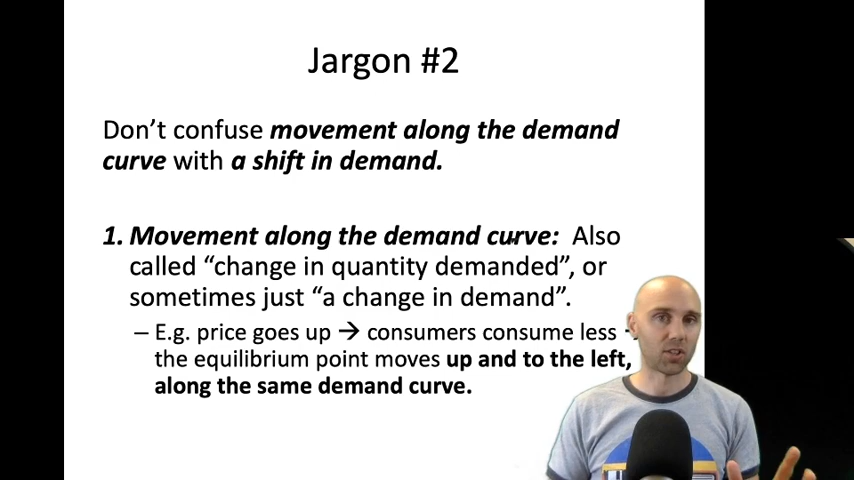 Jargon #2
Don’t confuse movement along the demand
curve with a shift in demand.
1. Movement along the demand curve: Also
called “change in quantity demanded”, or
sometimes just “a change in demand”.
– E.g. price goes up → consumers consume less
the equilibrium point moves up and to the left,
along the same demand curve.